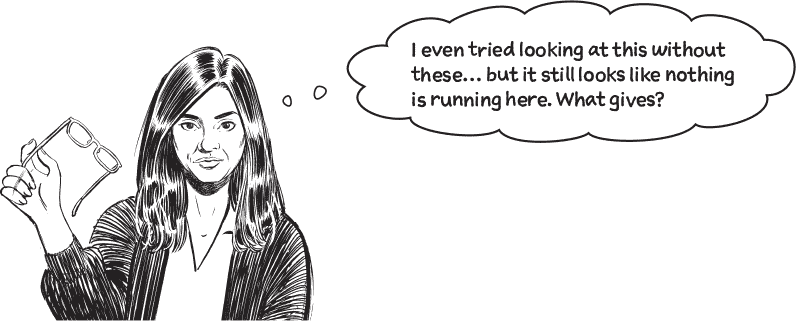 I even tried looking at this without
these... but it still looks like nothing
is running here. What gives?